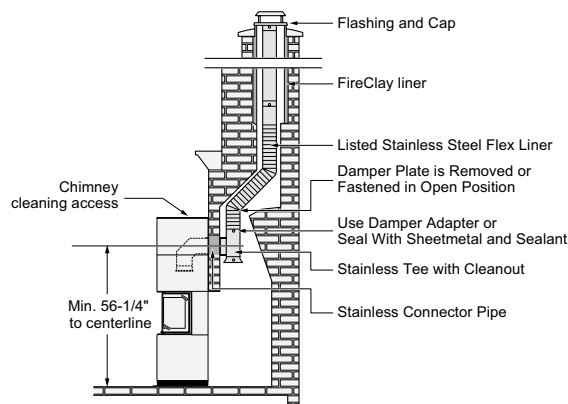 Flashing and Cap
FireClay liner
Listed Stainless Steel Flex Liner
Damper Plate is Removed or
Fastened in Open Position
Chimney
cleaning access
Use Damper Adapter or
Seal With Sheetmetal and Sealant
Stainless Tee with Cleanout
Min. 56-1/4"
to centerline
Stainless Connector Pipe